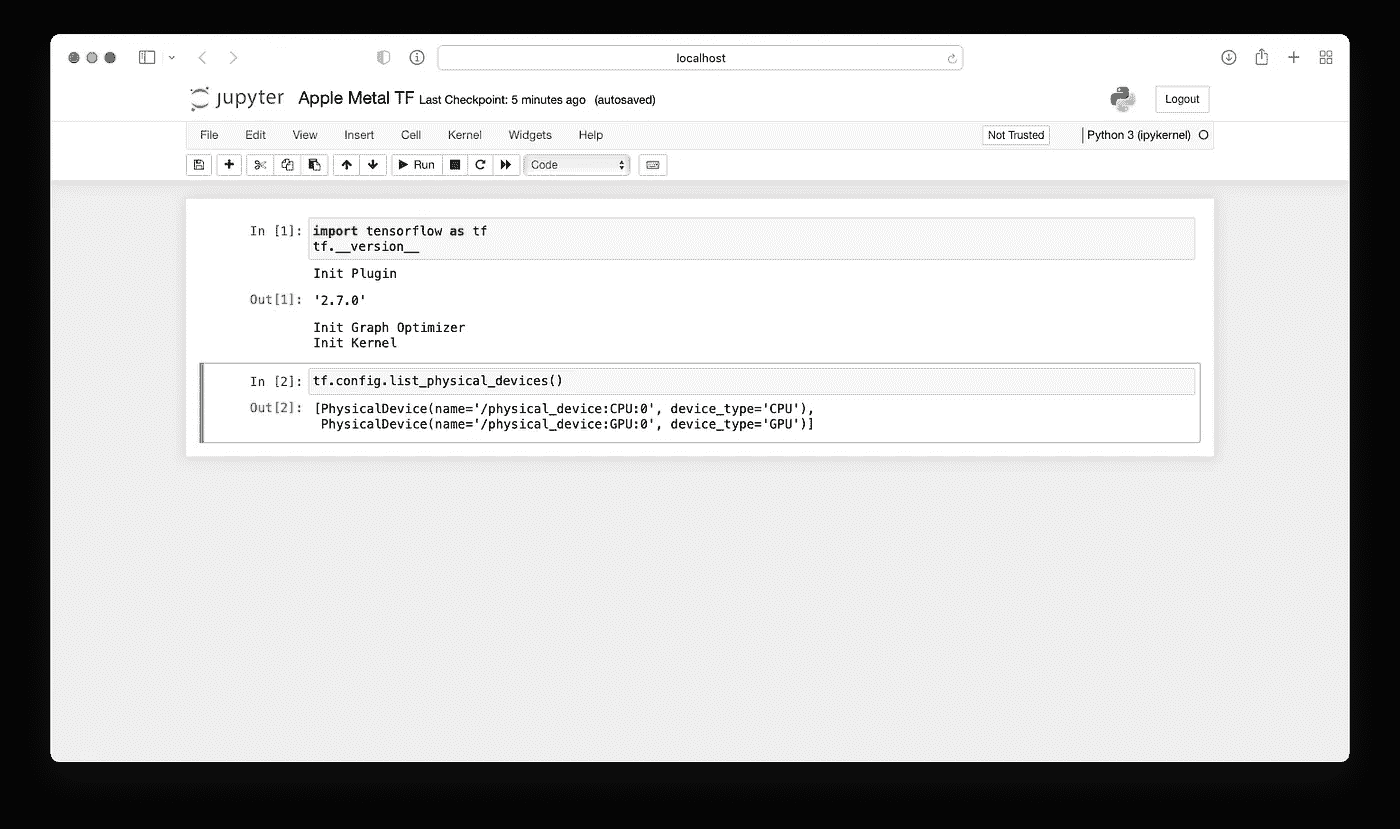 localhost
jupyter Apple Metal TF Last Checkpoint: 5 minutes ago (autosaved)
Logout
File Edit View Insert Cell Kernel Widgets Help
Not Trusted
Python 3 (ipykernel)
Run
Code
In [1]: import tensorflow as tf
tf.__version__
Init Plugin
Out[1]: '2.7.0'
Init Graph Optimizer
Init Kernel
In [2]: tf.config.list_physical_devices()
Out[2]: [PhysicalDevice(name='/physical_device:CPU:0', device_type='CPU'),
PhysicalDevice(name='/physical_device:GPU:0', device_type='GPU')]